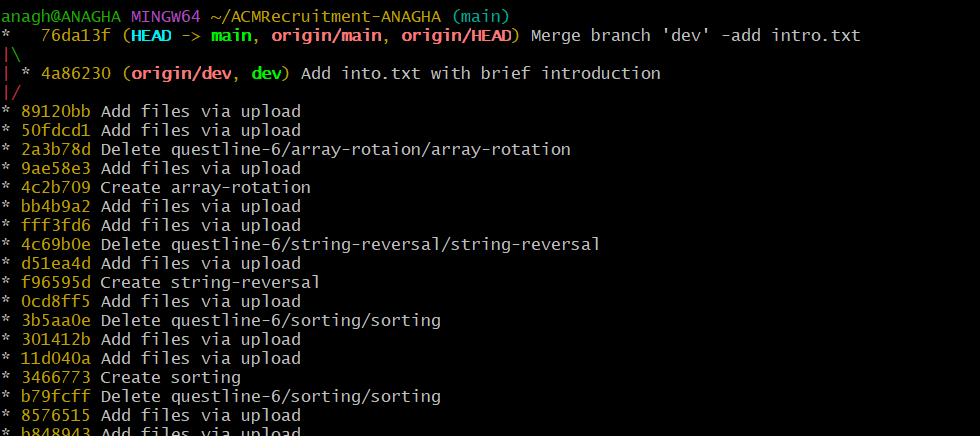 anagh@ANAGHA MINGW64 ~/ACMRecruitment-ANAGHA (main)
*   76da13f (HEAD -> main, origin/main, origin/HEAD) Merge branch 'dev' -add intro.txt
|\
| * 4a86230 (origin/dev, dev) Add into.txt with brief introduction
|/
* 89120bb Add files via upload
* 50fdcd1 Add files via upload
* 2a3b78d Delete questline-6/array-rotaion/array-rotation
* 9ae58e3 Add files via upload
* 4c2b709 Create array-rotation
* bb4b9a2 Add files via upload
* fff3fd6 Add files via upload
* 4c69b0e Delete questline-6/string-reversal/string-reversal
* d51ea4d Add files via upload
* f96595d Create string-reversal
* 0cd8ff5 Add files via upload
* 3b5aa0e Delete questline-6/sorting/sorting
* 301412b Add files via upload
* 11d040a Add files via upload
* 3466773 Create sorting
* b79fcff Delete questline-6/sorting/sorting
* 8576515 Add files via upload
* b848943 Add files via upload